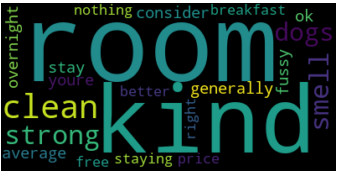 nothing consider breakfast ok
overnight room dogs
stay fussy
youre generally
clean better smell
strong kind right
average free staying price